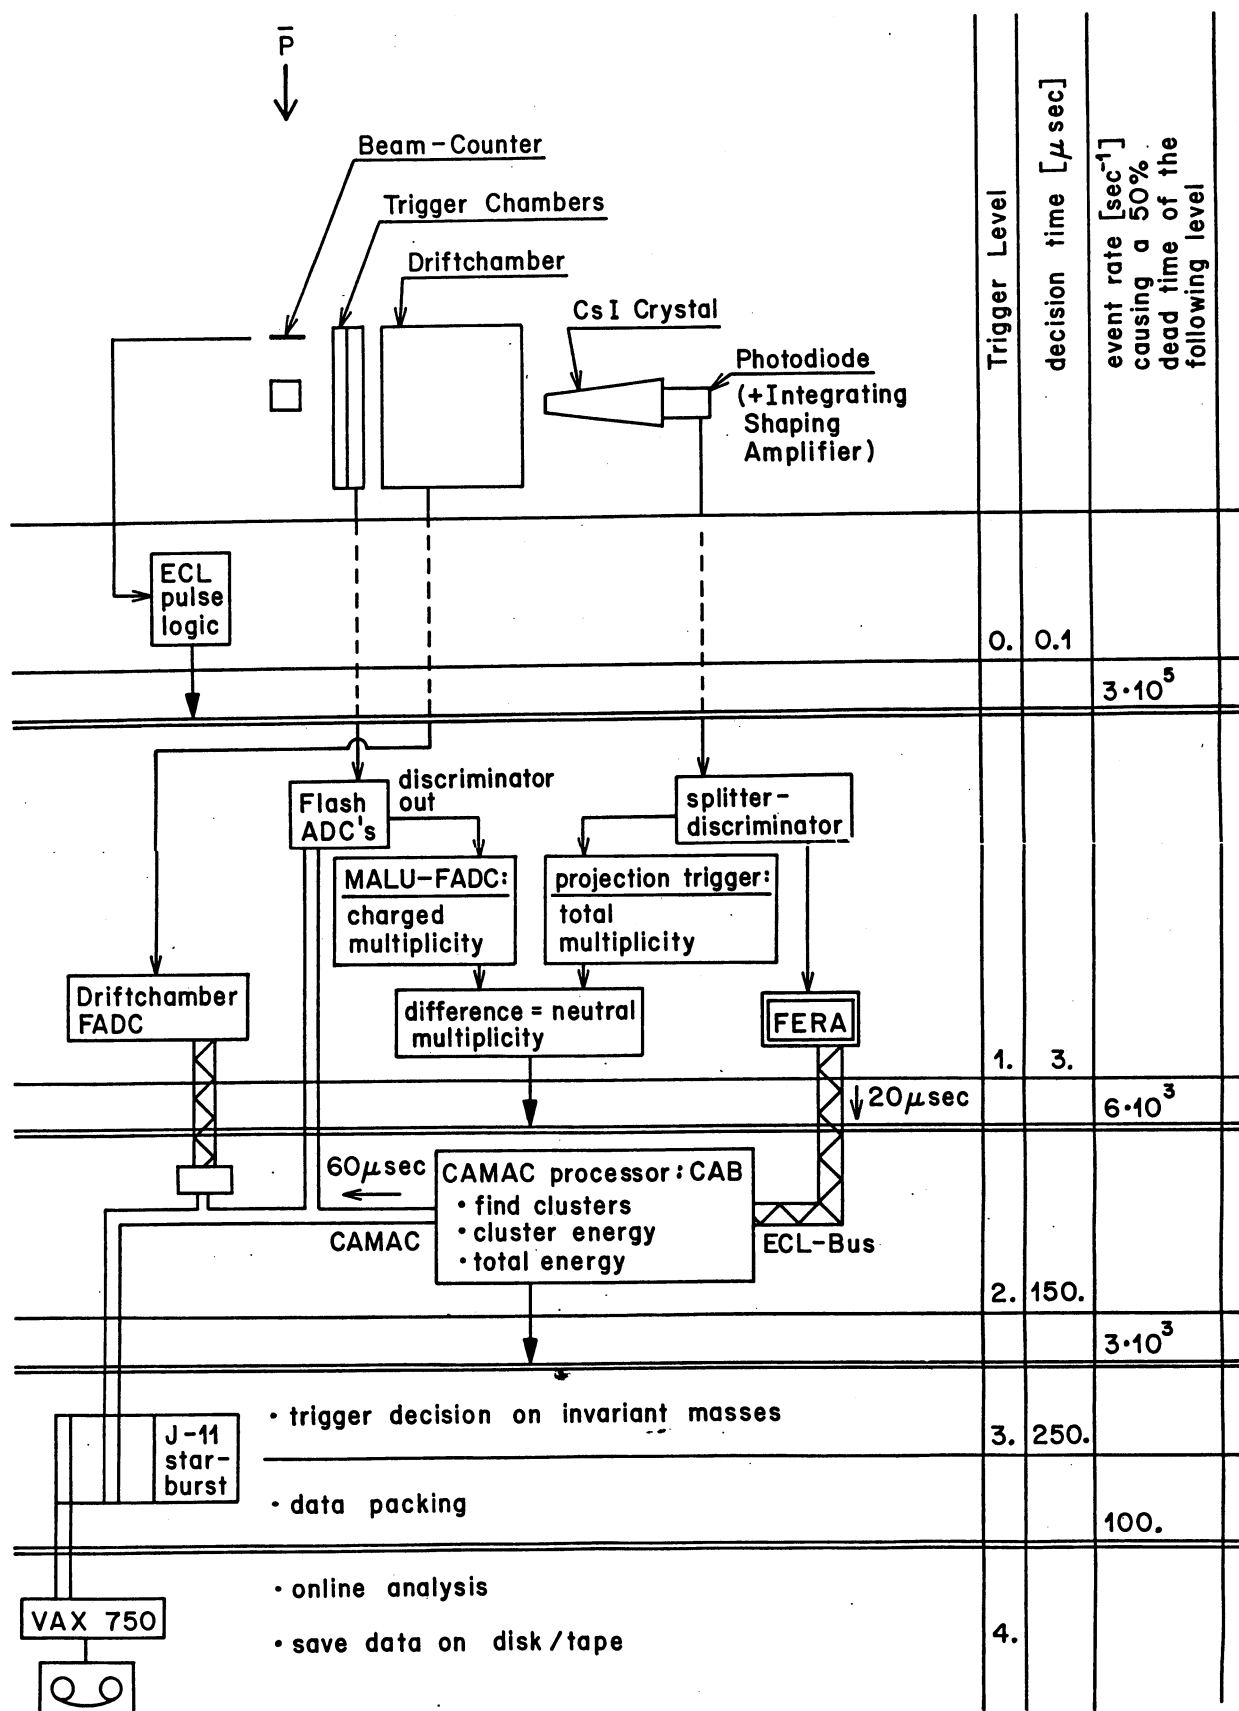 P̅
Beam-Counter
Trigger Chambers
Driftchamber
CsI Crystal
Photodiode
(+Integrating
Shaping
Amplifier)
Trigger Level
decision time [μsec]
event rate [sec⁻¹]
causing a 50%
dead time of the
following level
ECL
pulse
logic
0. 0.1
3·10⁵
Flash
ADC's
discriminator
out
splitter-
discriminator
MALU-FADC:
charged
multiplicity
projection trigger:
total
multiplicity
Driftchamber
FADC
difference = neutral
multiplicity
FERA
1. 3.
20μsec
6·10³
60μsec
CAMAC
CAMAC processor: CAB
· find clusters
· cluster energy
· total energy
ECL-Bus
2. 150.
3·10³
J-11
star-
burst
· trigger decision on invariant masses
3. 250.
· data packing
100.
· online analysis
VAX 750
· save data on disk/tape
4.